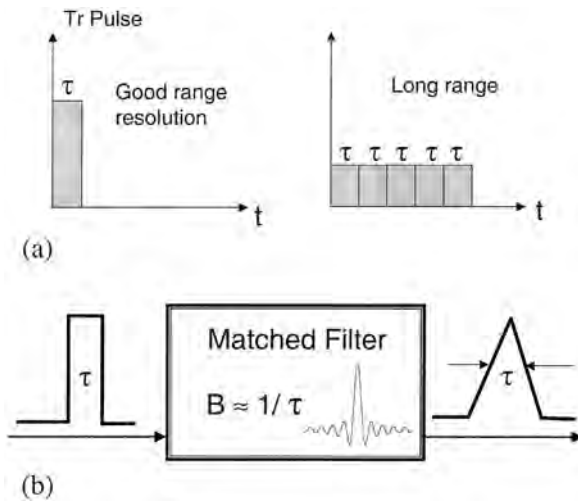 Tr Pulse
τ
Good range
resolution
t
Long range
τ τ τ τ τ
t
(a)
τ
Matched Filter
B ≈ 1/ τ
τ
(b)